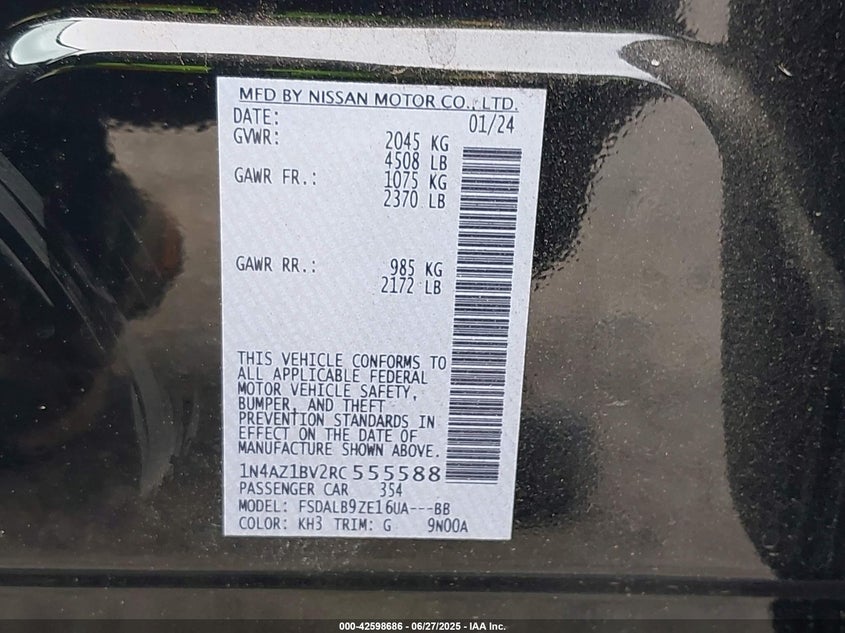 MFD BY NISSAN MOTOR CO., LTD.
DATE: 01/24
GVWR: 2045 KG
4508 LB
GAWR FR.: 1075 KG
2370 LB
GAWR RR.: 985 KG
2172 LB
THIS VEHICLE CONFORMS TO
ALL APPLICABLE FEDERAL
MOTOR VEHICLE SAFETY,
BUMPER, AND THEFT
PREVENTION STANDARDS IN
EFFECT ON THE DATE OF
MANUFACTURE SHOWN ABOVE.
1N4AZ1BV2RC555588
PASSENGER CAR 354
MODEL: FSDALB9ZE16UA---BB
COLOR: KH3 TRIM: G 9N00A
000-42598686 - 06/27/2025 - IAA Inc.